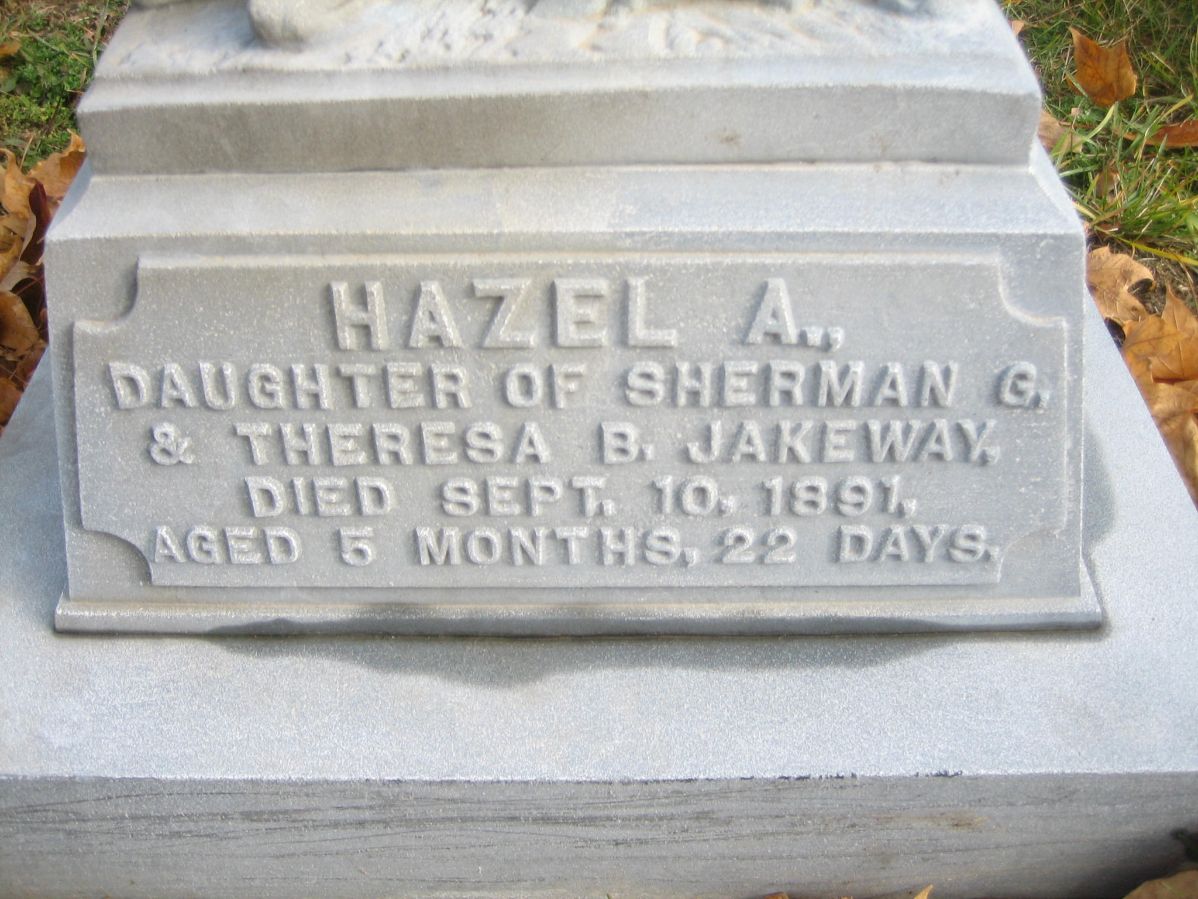 HAZEL A.,
DAUGHTER OF SHERMAN G.
& THERESA B. JAKEWAY,
DIED SEPT. 10, 1891,
AGED 5 MONTHS, 22 DAYS.